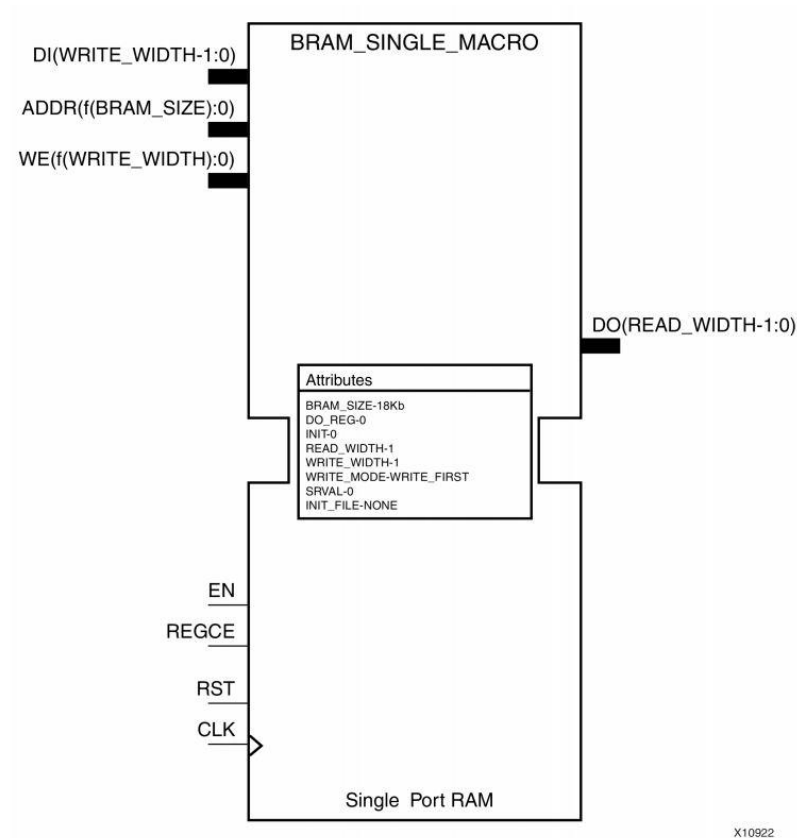 BRAM_SINGLE_MACRO
DI(WRITE_WIDTH-1:0)
ADDR(f(BRAM_SIZE):0)
WE(f(WRITE_WIDTH):0)
DO(READ_WIDTH-1:0)
Attributes
BRAM_SIZE-18Kb
DO_REG-0
INIT-0
READ_WIDTH-1
WRITE_WIDTH-1
WRITE_MODE-WRITE_FIRST
SRVAL-0
INIT_FILE-NONE
EN
REGCE
RST
CLK
Single Port RAM
X10922